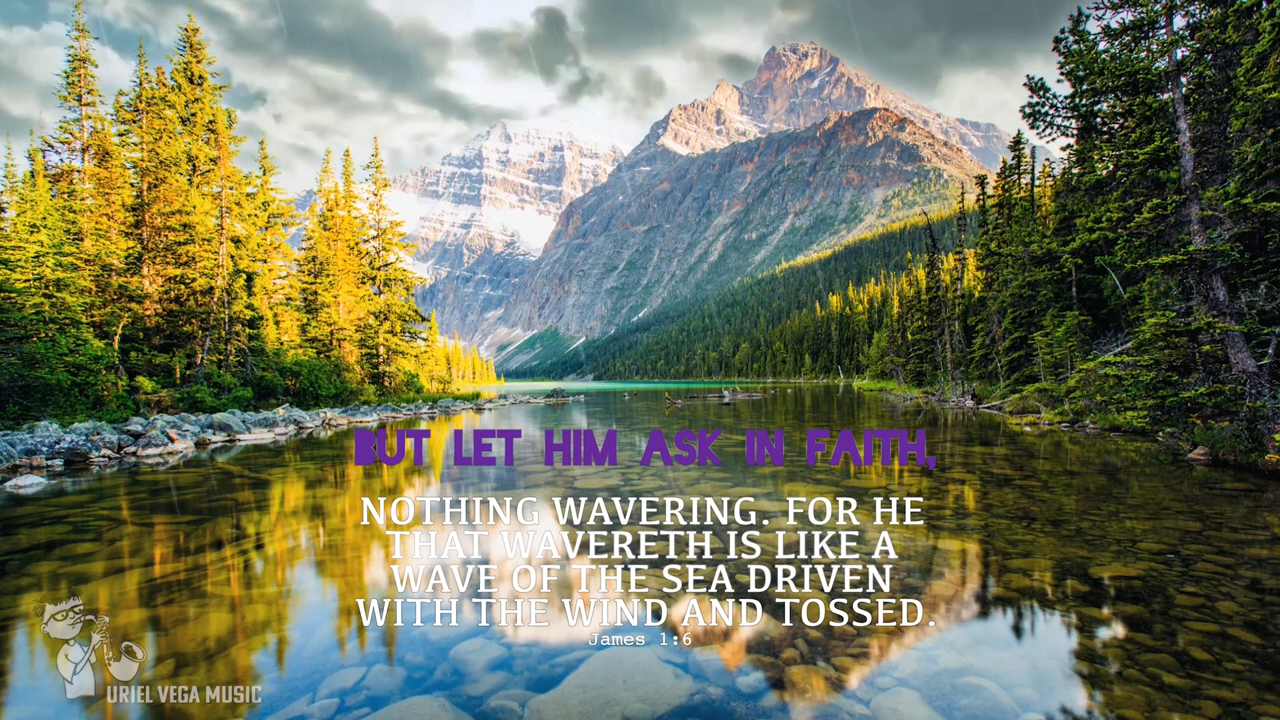 BUT LET HIM ASK IN FAITH,
NOTHING WAVERING. FOR HE
THAT WAVERETH IS LIKE A
WAVE OF THE SEA DRIVEN
WITH THE WIND AND TOSSED.
James 1:6
URIEL VEGA MUSIC